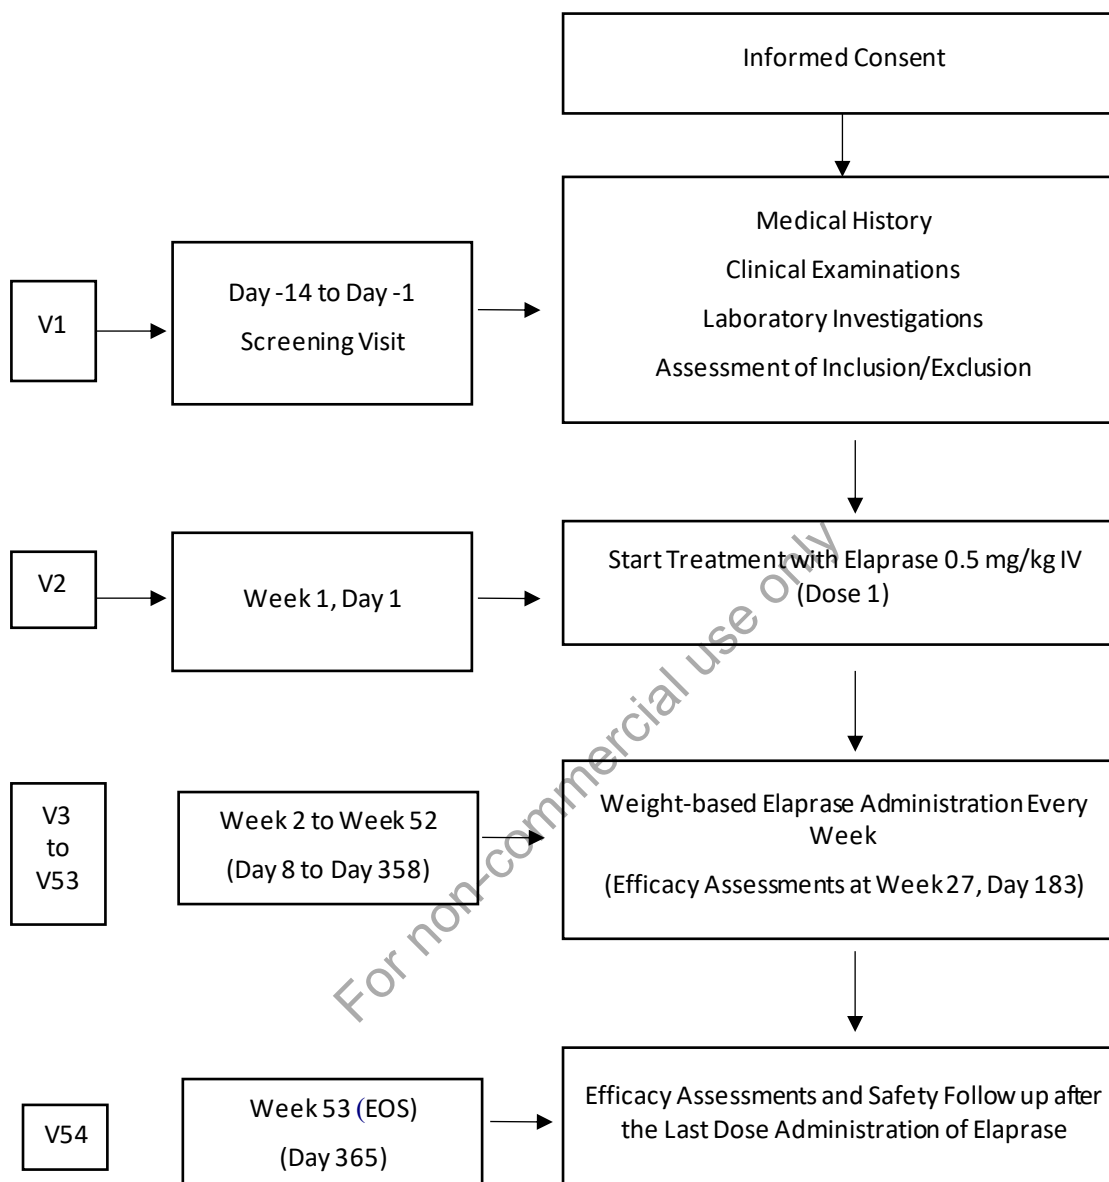 Informed Consent
V1
Day -14 to Day -1
Screening Visit
Medical History
Clinical Examinations
Laboratory Investigations
Assessment of Inclusion/Exclusion
V2
Week 1, Day 1
Start Treatment with Elaprase 0.5 mg/kg IV
(Dose 1)
V3
to
V53
Week 2 to Week 52
(Day 8 to Day 358)
Weight-based Elaprase Administration Every
Week
(Efficacy Assessments at Week 27, Day 183)
V54
Week 53 (EOS)
(Day 365)
Efficacy Assessments and Safety Follow up after
the Last Dose Administration of Elaprase
For non-commercial use only